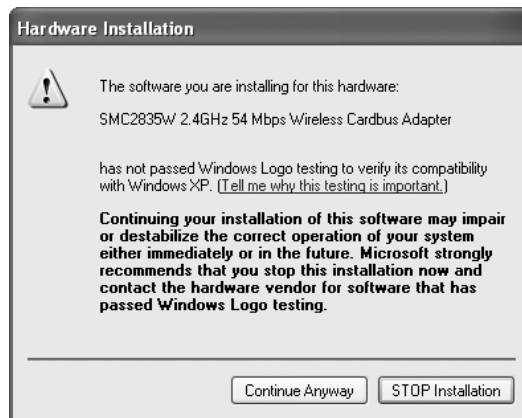 Hardware Installation
The software you are installing for this hardware:
SMC2835W 2.4GHz 54 Mbps Wireless Cardbus Adapter
has not passed Windows Logo testing to verify its compatibility
with Windows XP. (Tell me why this testing is important.)
Continuing your installation of this software may impair
or destabilize the correct operation of your system
either immediately or in the future. Microsoft strongly
recommends that you stop this installation now and
contact the hardware vendor for software that has
passed Windows Logo testing.
Continue Anyway STOP Installation